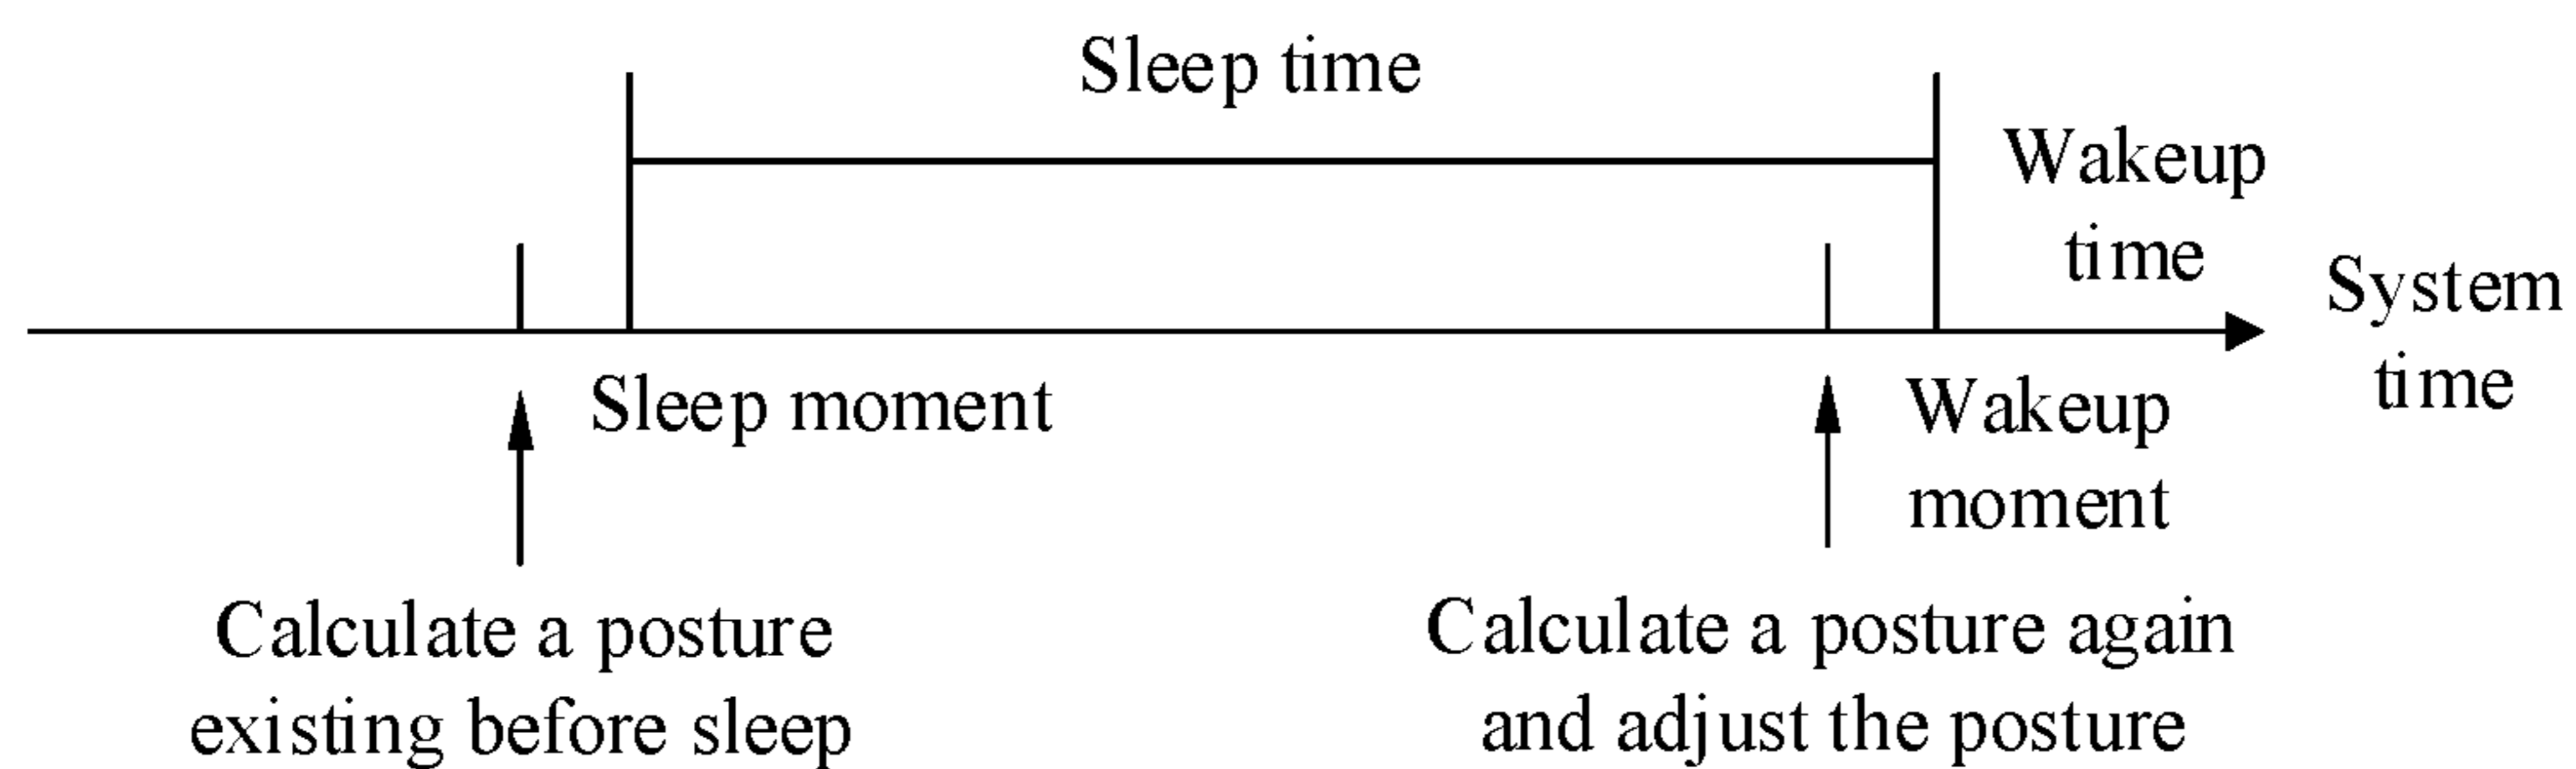 Sleep time
Wakeup
time
System
time
Sleep moment
Wakeup
moment
Calculate a posture
existing before sleep
Calculate a posture again
and adjust the posture